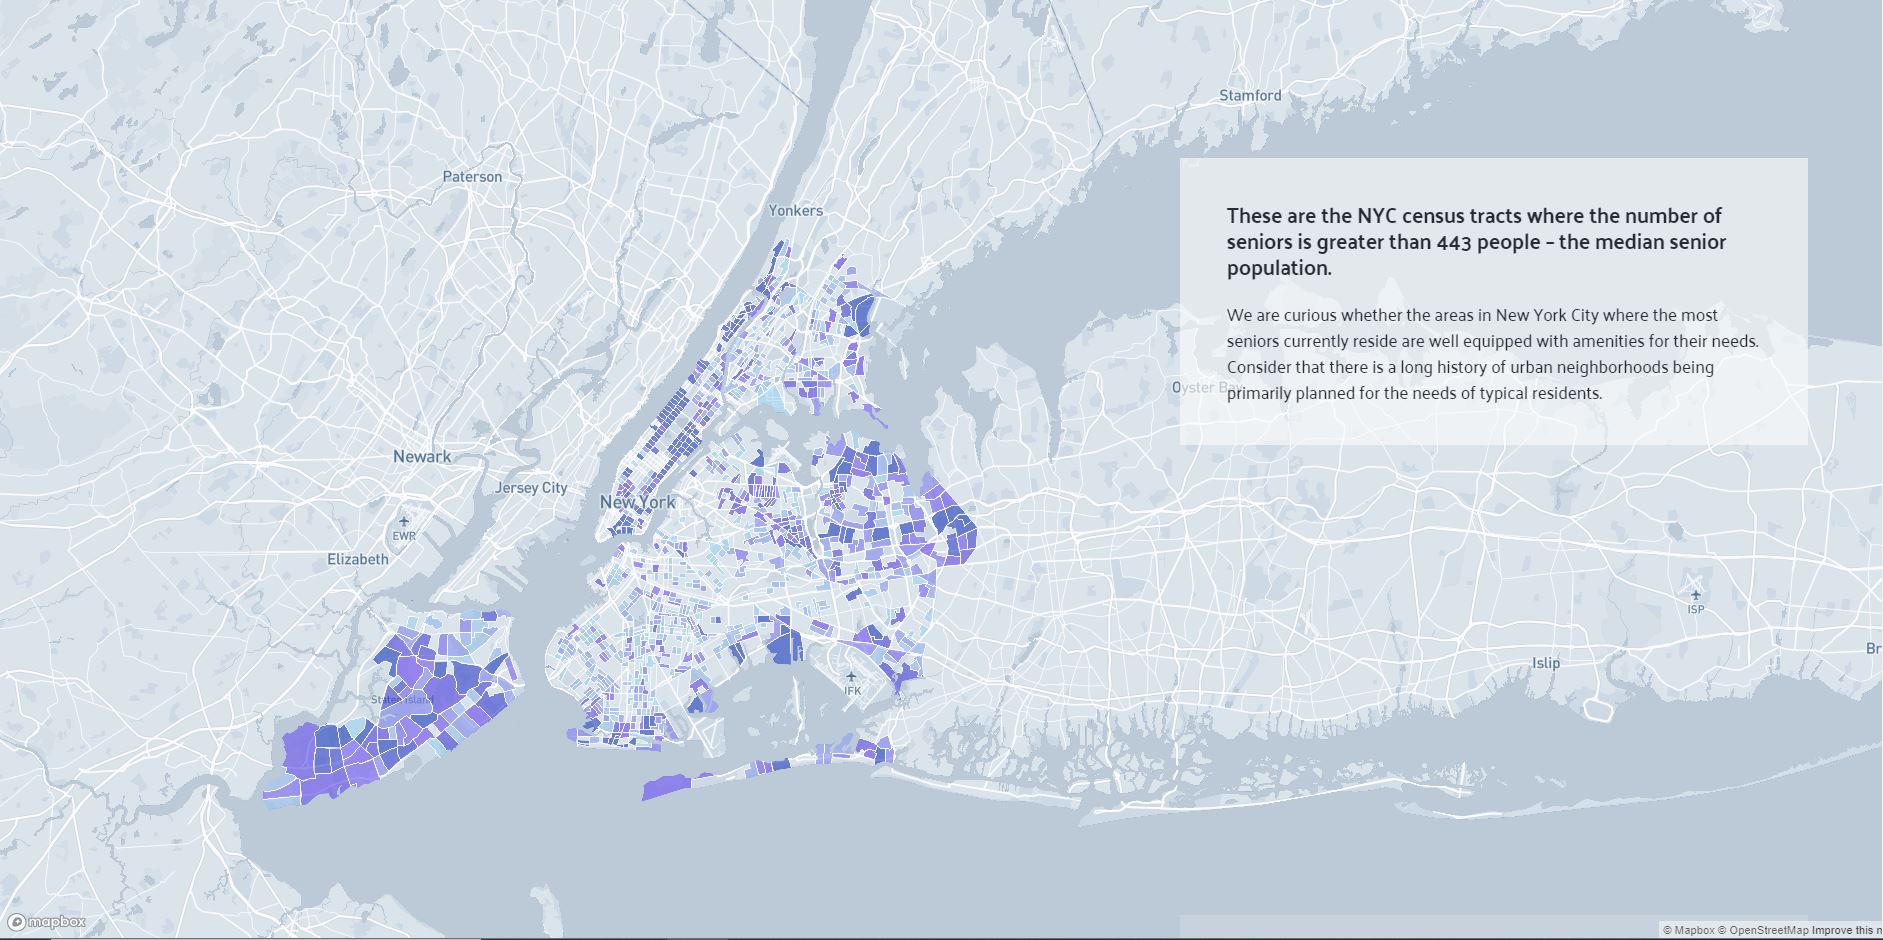 Stamford
Paterson
Yonkers
These are the NYC census tracts where the number of
seniors is greater than 443 people – the median senior
population.
We are curious whether the areas in New York City where the most
seniors currently reside are well equipped with amenities for their needs.
Consider that there is a long history of urban neighborhoods being
primarily planned for the needs of typical residents.
Oyster Bay
Newark
Jersey City
New York
EWR
Elizabeth
ISP
Islip
Br
JFK
Staten Island
mapbox
© Mapbox © OpenStreetMap Improve this n